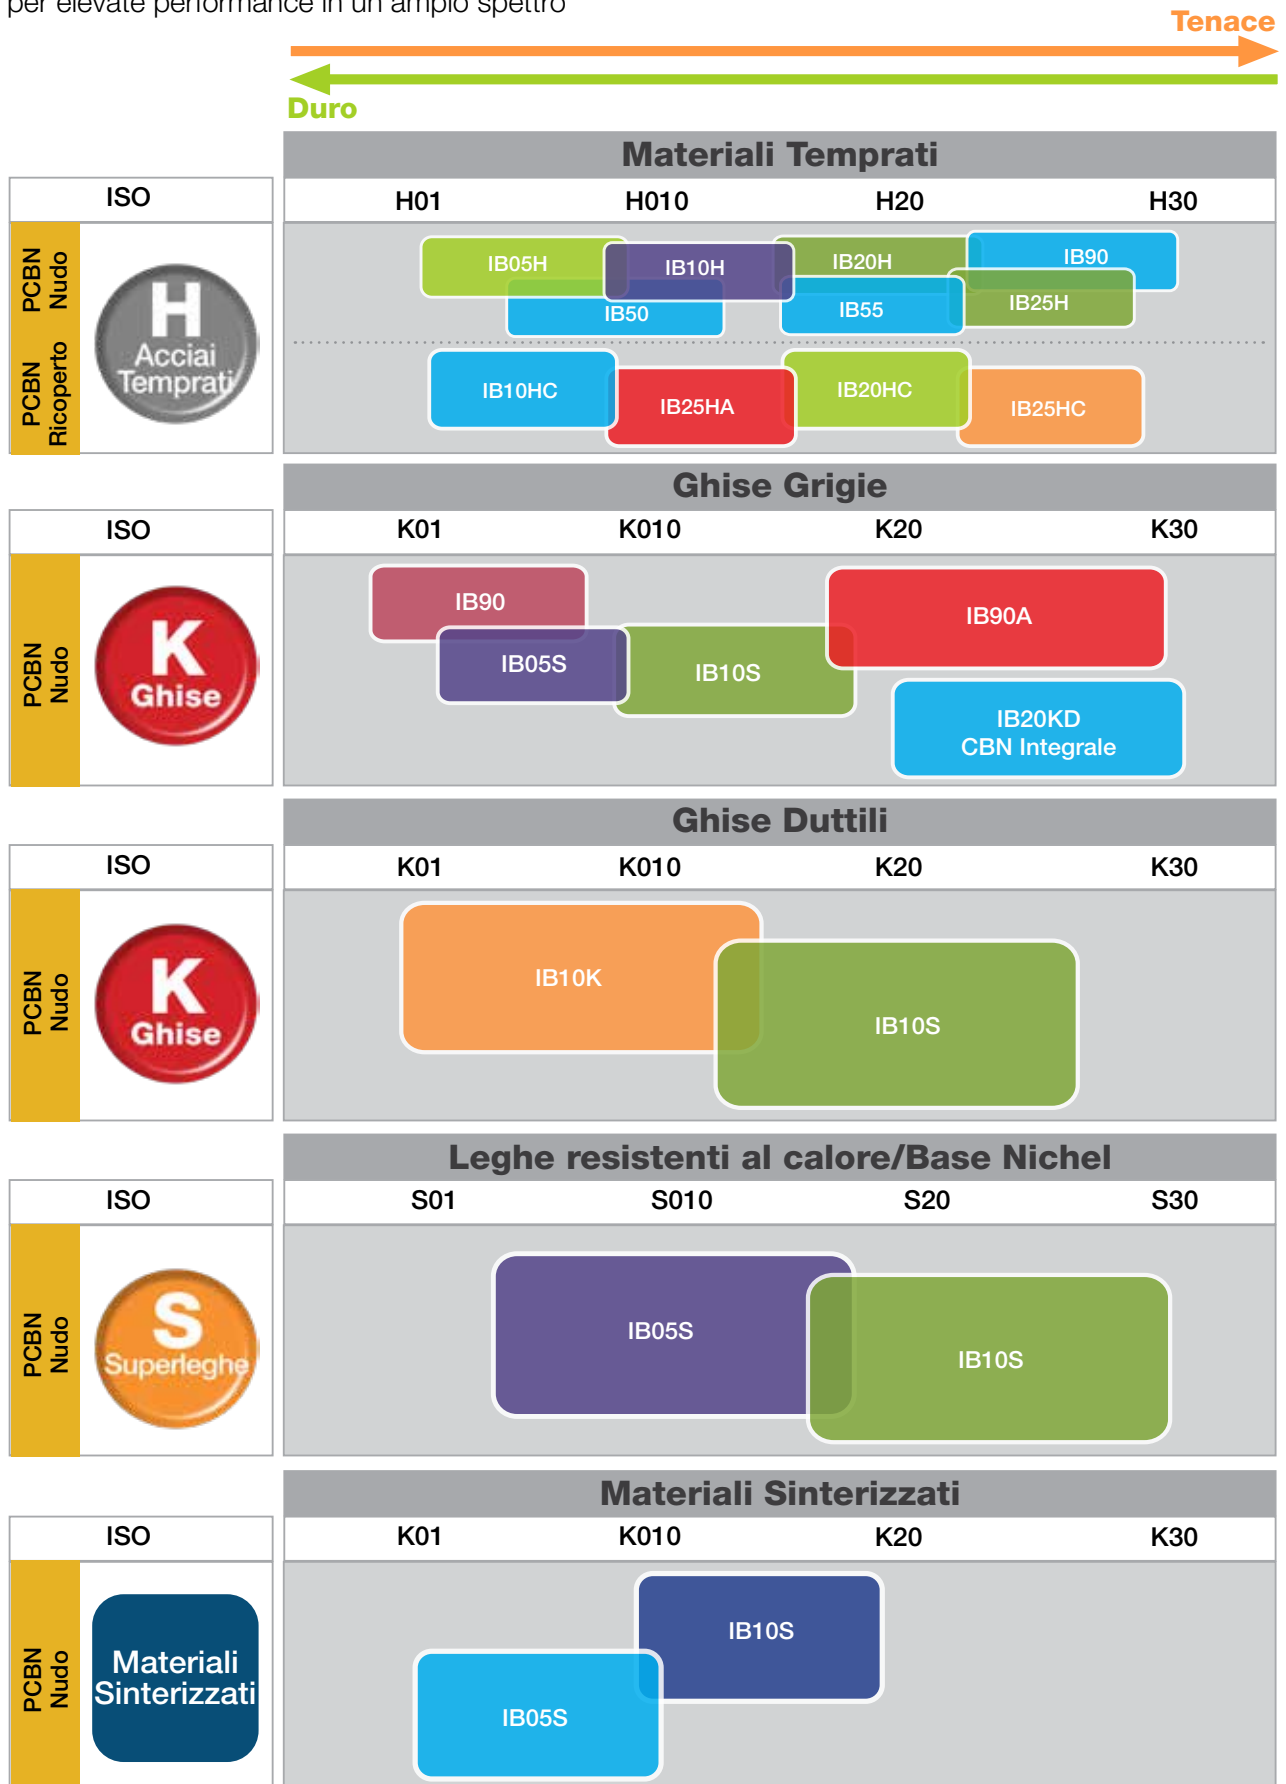 per elevate performance in un ampio spettro
Tenace
Duro
Materiali Temprati
ISO
H01 H010 H20 H30
PCBN
Nudo
PCBN
Ricoperto
H
Acciai
Temprati
IB05H
IB10H
IB20H
IB90
IB50
IB55
IB25H
IB10HC
IB25HA
IB20HC
IB25HC
Ghise Grigie
ISO
K01 K010 K20 K30
PCBN
Nudo
K
Ghise
IB90
IB05S
IB10S
IB90A
IB20KD
CBN Integrale
Ghise Duttili
ISO
K01 K010 K20 K30
PCBN
Nudo
K
Ghise
IB10K
IB10S
Leghe resistenti al calore/Base Nichel
ISO
S01 S010 S20 S30
PCBN
Nudo
S
Superleghe
IB05S
IB10S
Materiali Sinterizzati
ISO
K01 K010 K20 K30
PCBN
Nudo
Materiali
Sinterizzati
IB10S
IB05S